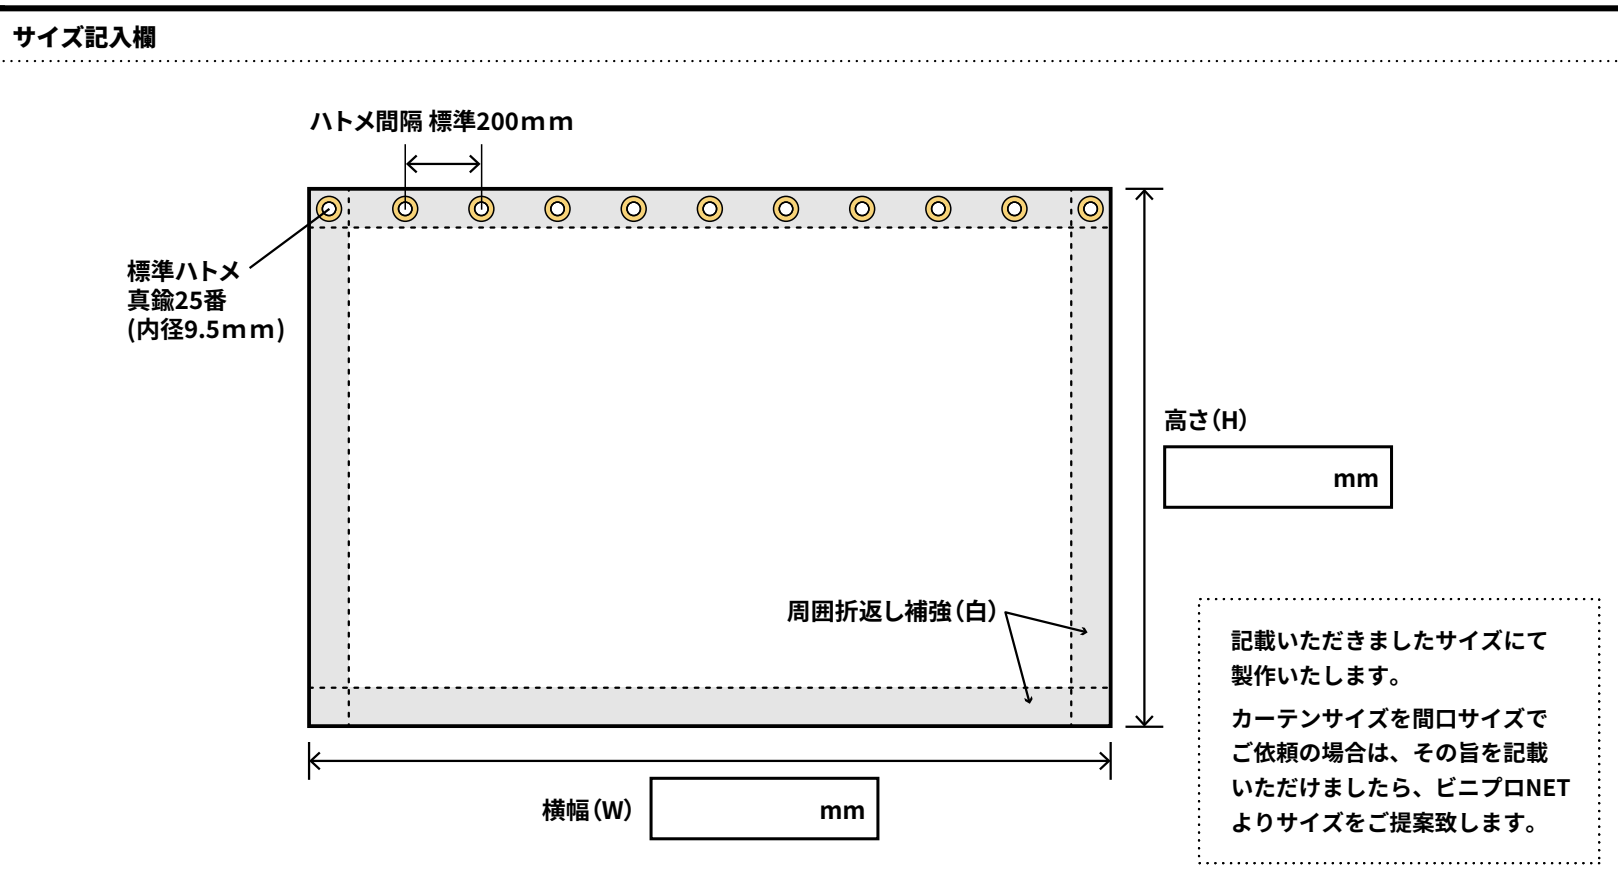 サイズ記入欄
ハトメ間隔 標準200mm
標準ハトメ
真鍮25番
(内径9.5mm)
高さ(H)
mm
周囲折返し補強(白)
記載いただきましたサイズにて
製作いたします。
カーテンサイズを間口サイズで
ご依頼の場合は、その旨を記載
いただけましたら、ビニプロNET
よりサイズをご提案致します。
横幅(W)
mm